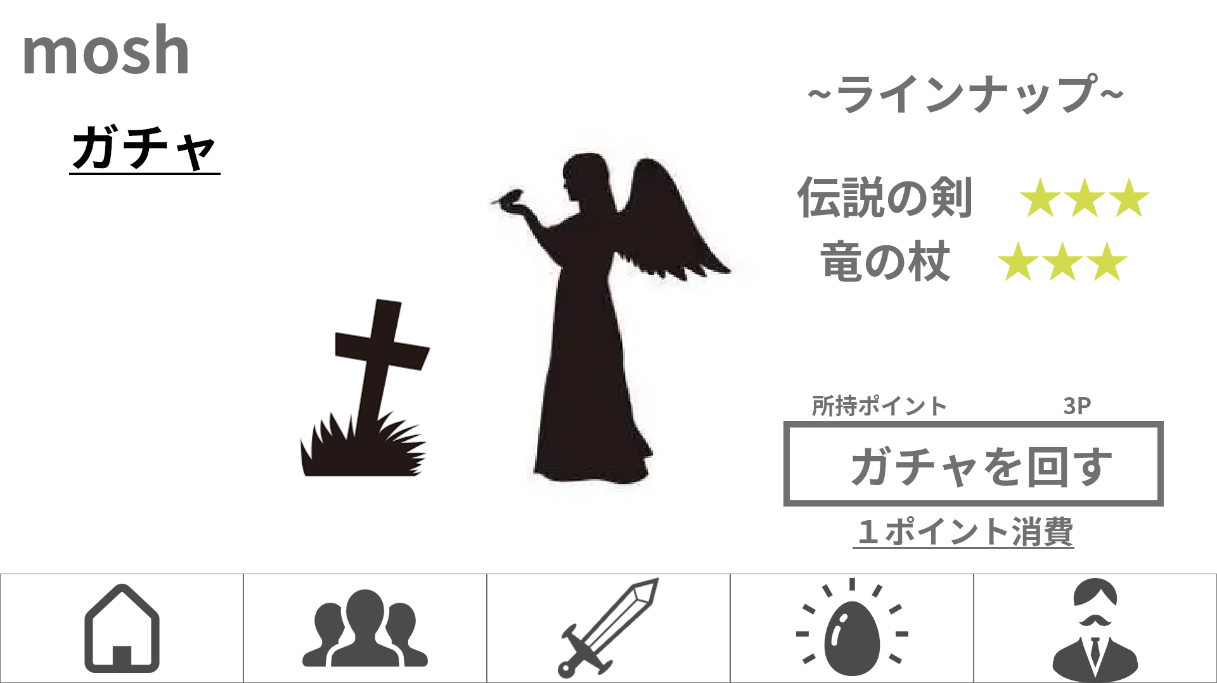 mosh
ガチャ
~ラインナップ~
伝説の剣 ★★★
竜の杖 ★★★
所持ポイント 3P
ガチャを回す
１ポイント消費